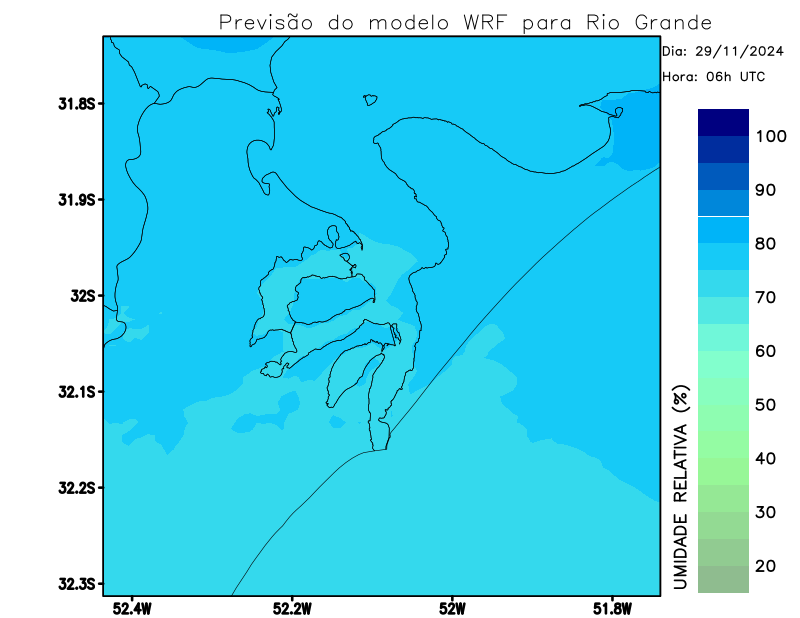 Previsão do modelo WRF para Rio Grande
Dia: 29/11/2024
Hora: 06h UTC
31.8S
31.9S
32S
32.1S
32.2S
32.3S
52.4W
52.2W
52W
51.8W
100
90
80
70
60
50
40
30
20
UMIDADE RELATIVA (%)